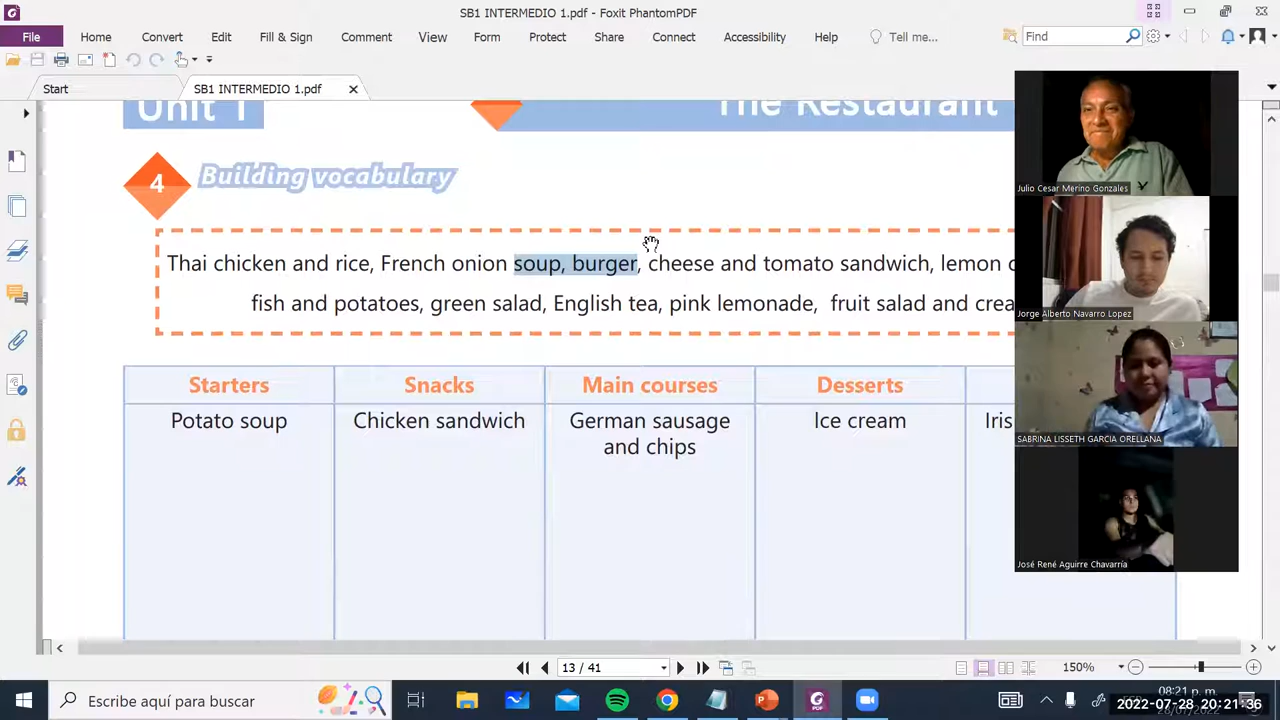 SB1 INTERMEDIO 1.pdf - Foxit PhantomPDF
File Home Convert Edit Fill & Sign Comment View Form Protect Share Connect Accessibility Help Tell me... Find
Start SB1 INTERMEDIO 1.pdf
Unit 1 The Restaurant
4 Building vocabulary
Thai chicken and rice, French onion soup, burger, cheese and tomato sandwich, lemon
fish and potatoes, green salad, English tea, pink lemonade, fruit salad and
Starters Snacks Main courses Desserts
Potato soup Chicken sandwich German sausage and chips Ice cream
Julio Cesar Merino Gonzales
Jorge Alberto Navarro Lopez
SABRINA LISSETH GARCIA ORELLANA
José René Aguirre Chavarría
13 / 41 150%
Escribe aquí para buscar 08:21 p. m.
2022-07-28 20:21:36